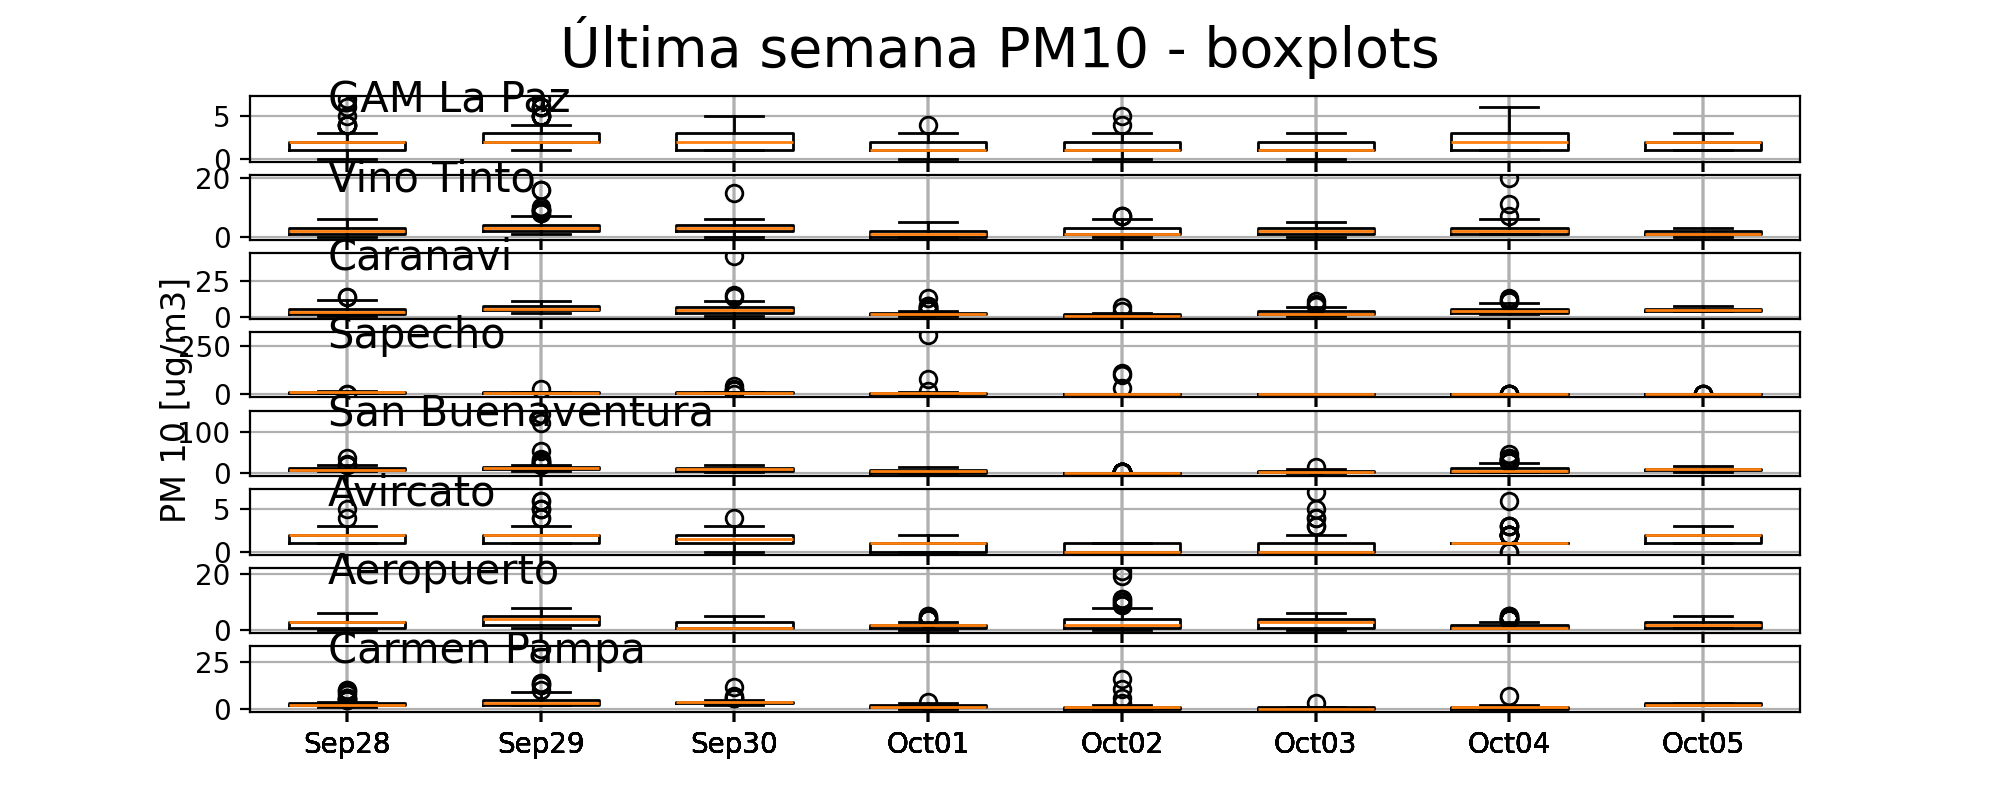 Última semana PM10 - boxplots
GAM La Paz
5
0
Vino Tinto
20
0
Caranavi
25
0
Sapecho
250
0
San Buenaventura
100
0
Avircato
5
0
Aeropuerto
20
0
Carmen Pampa
25
0
PM 10 [ug/m3]
Sep28 Sep29 Sep30 Oct01 Oct02 Oct03 Oct04 Oct05